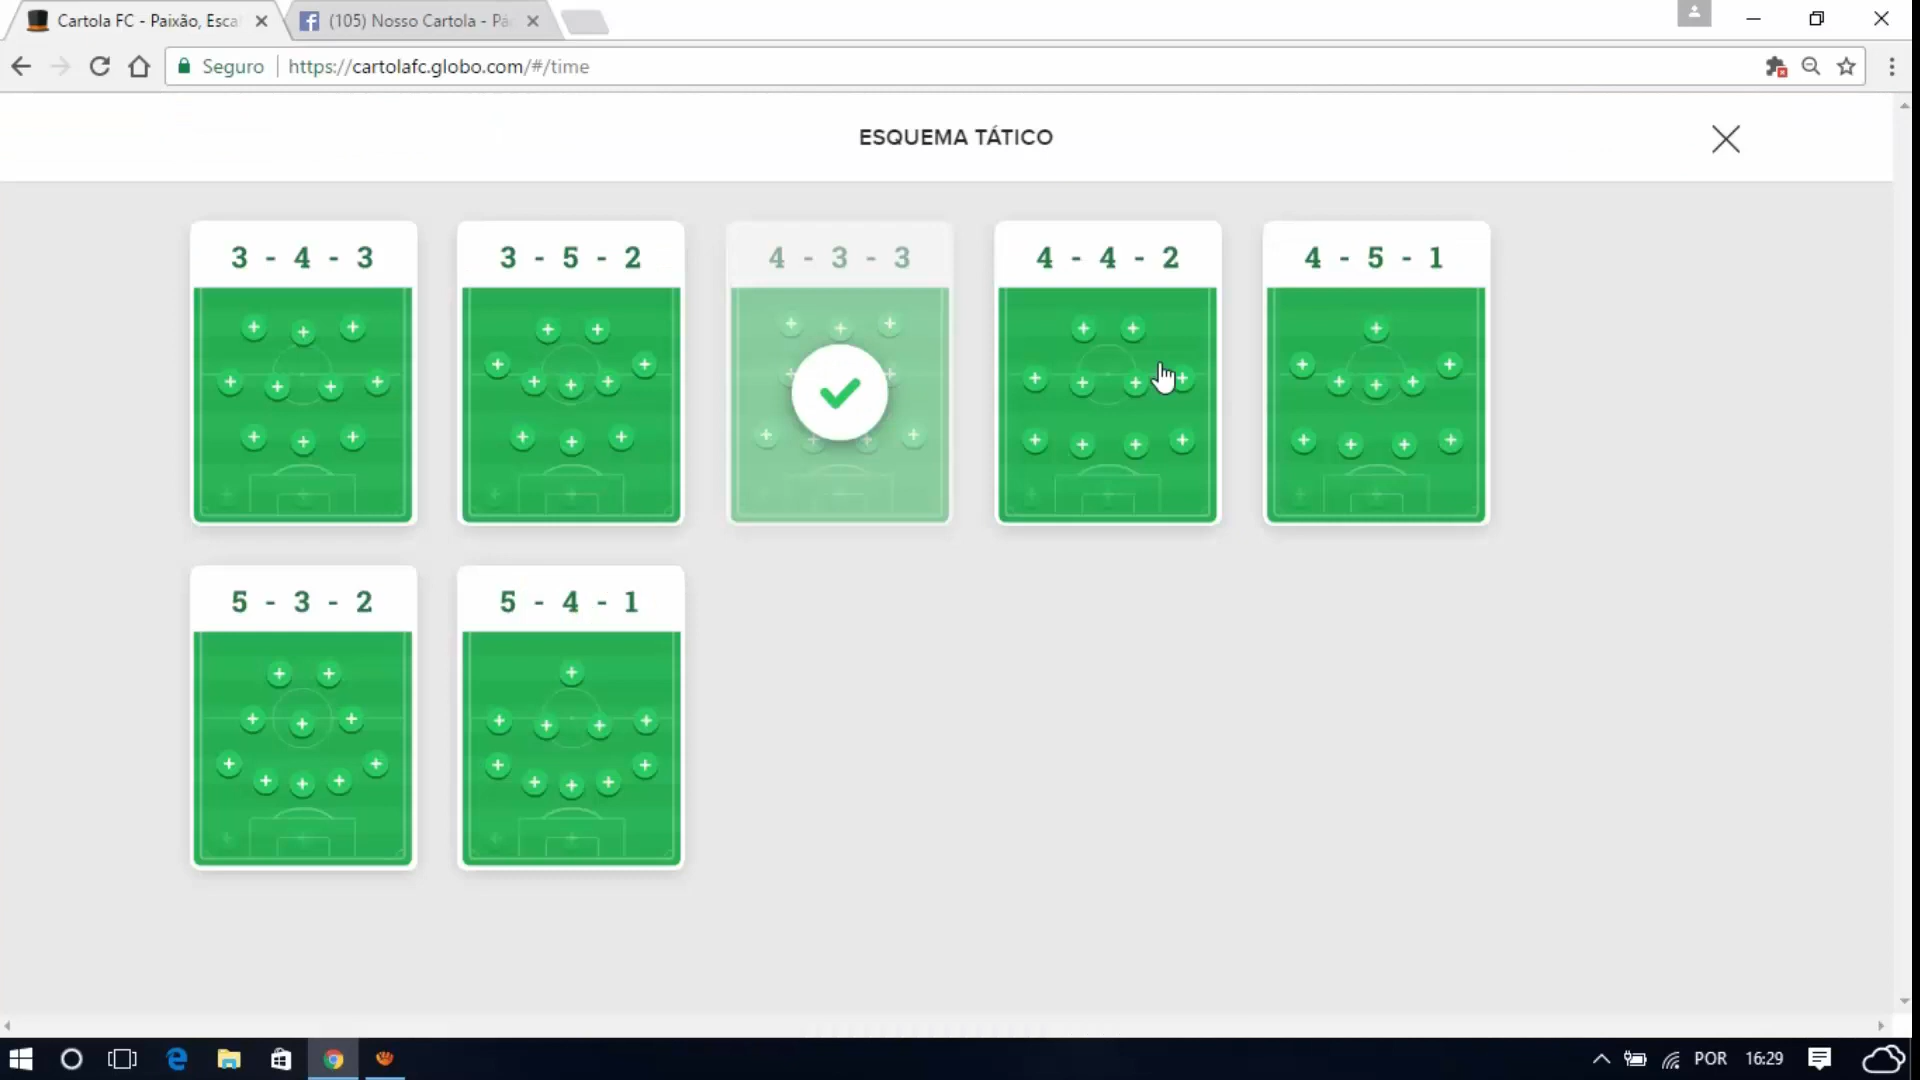 Cartola FC - Paixão, Esca
(105) Nosso Cartola - Pá
Seguro
https://cartolafc.globo.com/#/time
ESQUEMA TÁTICO
3 - 4 - 3
3 - 5 - 2
4 - 3 - 3
4 - 4 - 2
4 - 5 - 1
5 - 3 - 2
5 - 4 - 1
POR
16:29